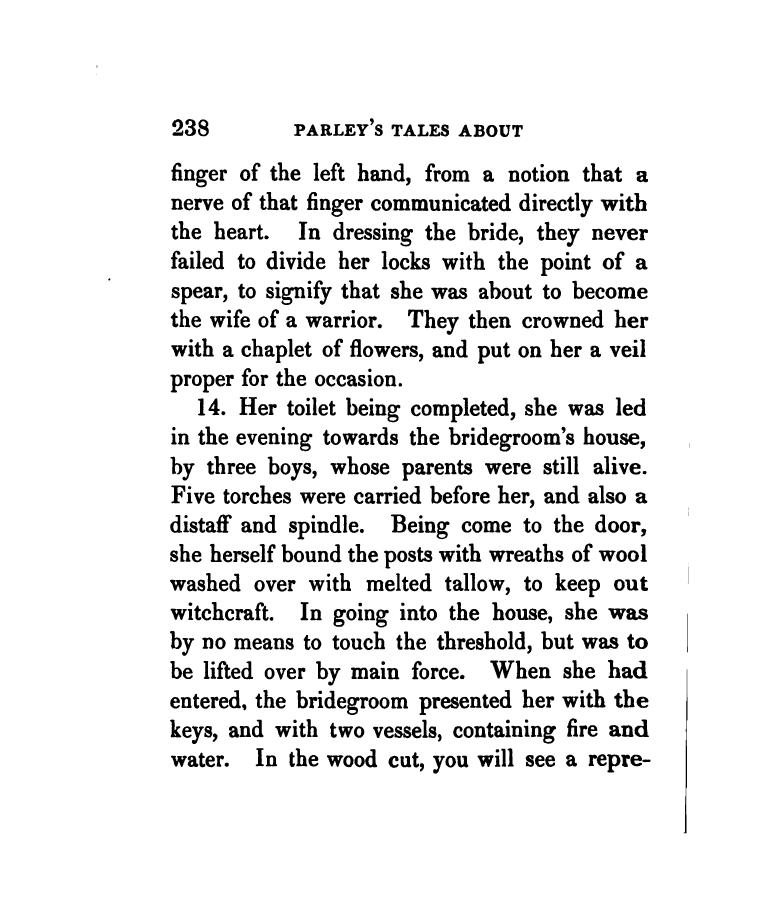 238 PARLEY'S TALES ABOUT
finger of the left hand, from a notion that a
nerve of that finger communicated directly with
the heart. In dressing the bride, they never
failed to divide her locks with the point of a
spear, to signify that she was about to become
the wife of a warrior. They then crowned her
with a chaplet of flowers, and put on her a veil
proper for the occasion.
14. Her toilet being completed, she was led
in the evening towards the bridegroom's house,
by three boys, whose parents were still alive.
Five torches were carried before her, and also a
distaff and spindle. Being come to the door,
she herself bound the posts with wreaths of wool
washed over with melted tallow, to keep out
witchcraft. In going into the house, she was
by no means to touch the threshold, but was to
be lifted over by main force. When she had
entered, the bridegroom presented her with the
keys, and with two vessels, containing fire and
water. In the wood cut, you will see a repre-